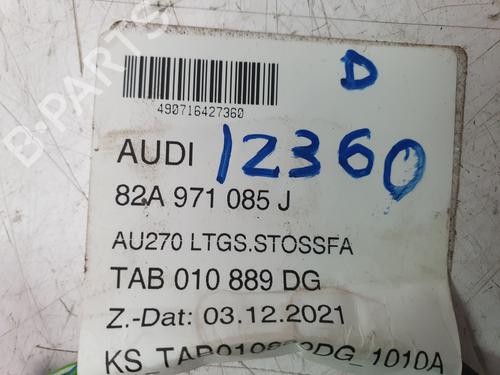 B-PARTS
D
490716427360
AUDI 12360
82A 971 085 J
AU270 LTGS.STOSSFA
TAB 010 889 DG
Z.-Dat: 03.12.2021